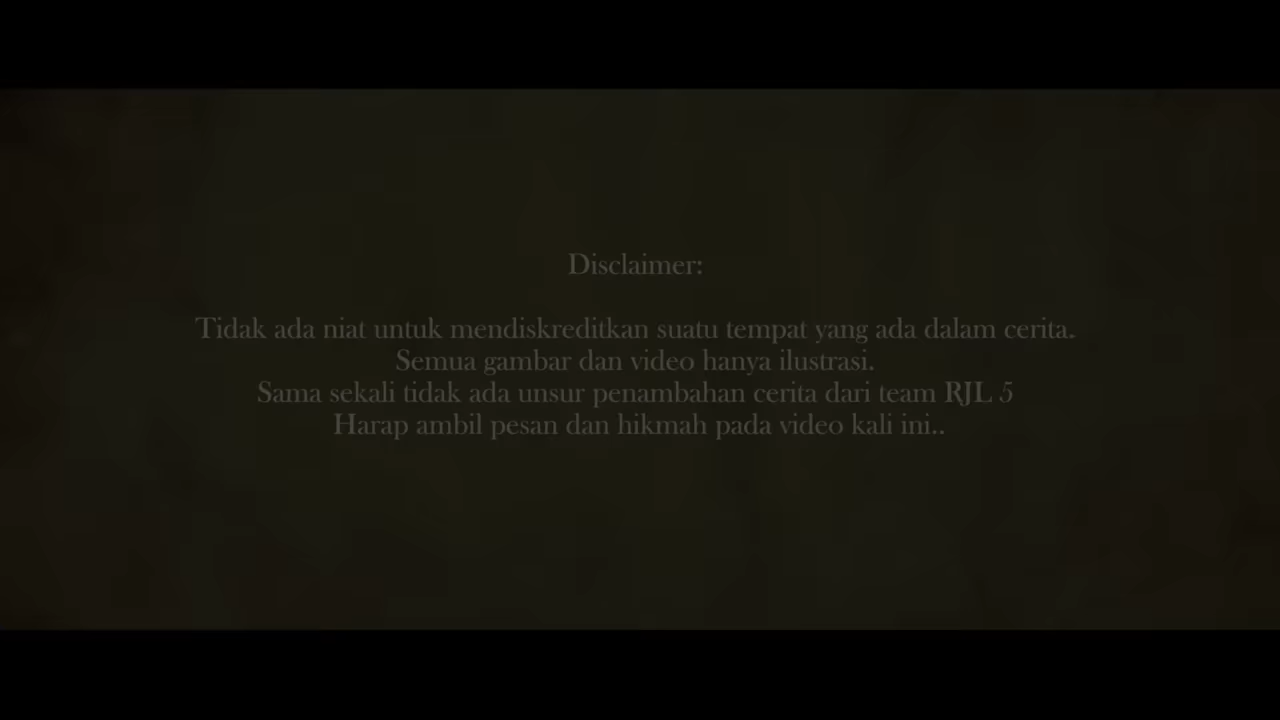 Disclaimer:
Tidak ada niat untuk mendiskreditkan suatu tempat yang ada dalam cerita.
Semua gambar dan video hanya ilustrasi.
Sama sekali tidak ada unsur penambahan cerita dari team RJL 5
Harap ambil pesan dan hikmah pada video kali ini..